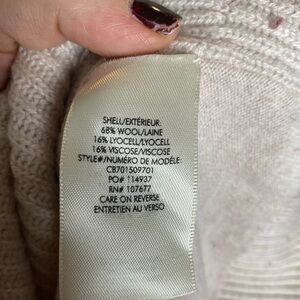 SHELL/EXTÉRIEUR:
68% WOOL/LAINE
16% LYOCELL/LYOCELL
16% VISCOSE/VISCOSE
STYLE#/NUMÉRO DE MODÈLE:
CB701509701
PO# 114937
RN# 107677
CARE ON REVERSE
ENTRETIEN AU VERSO